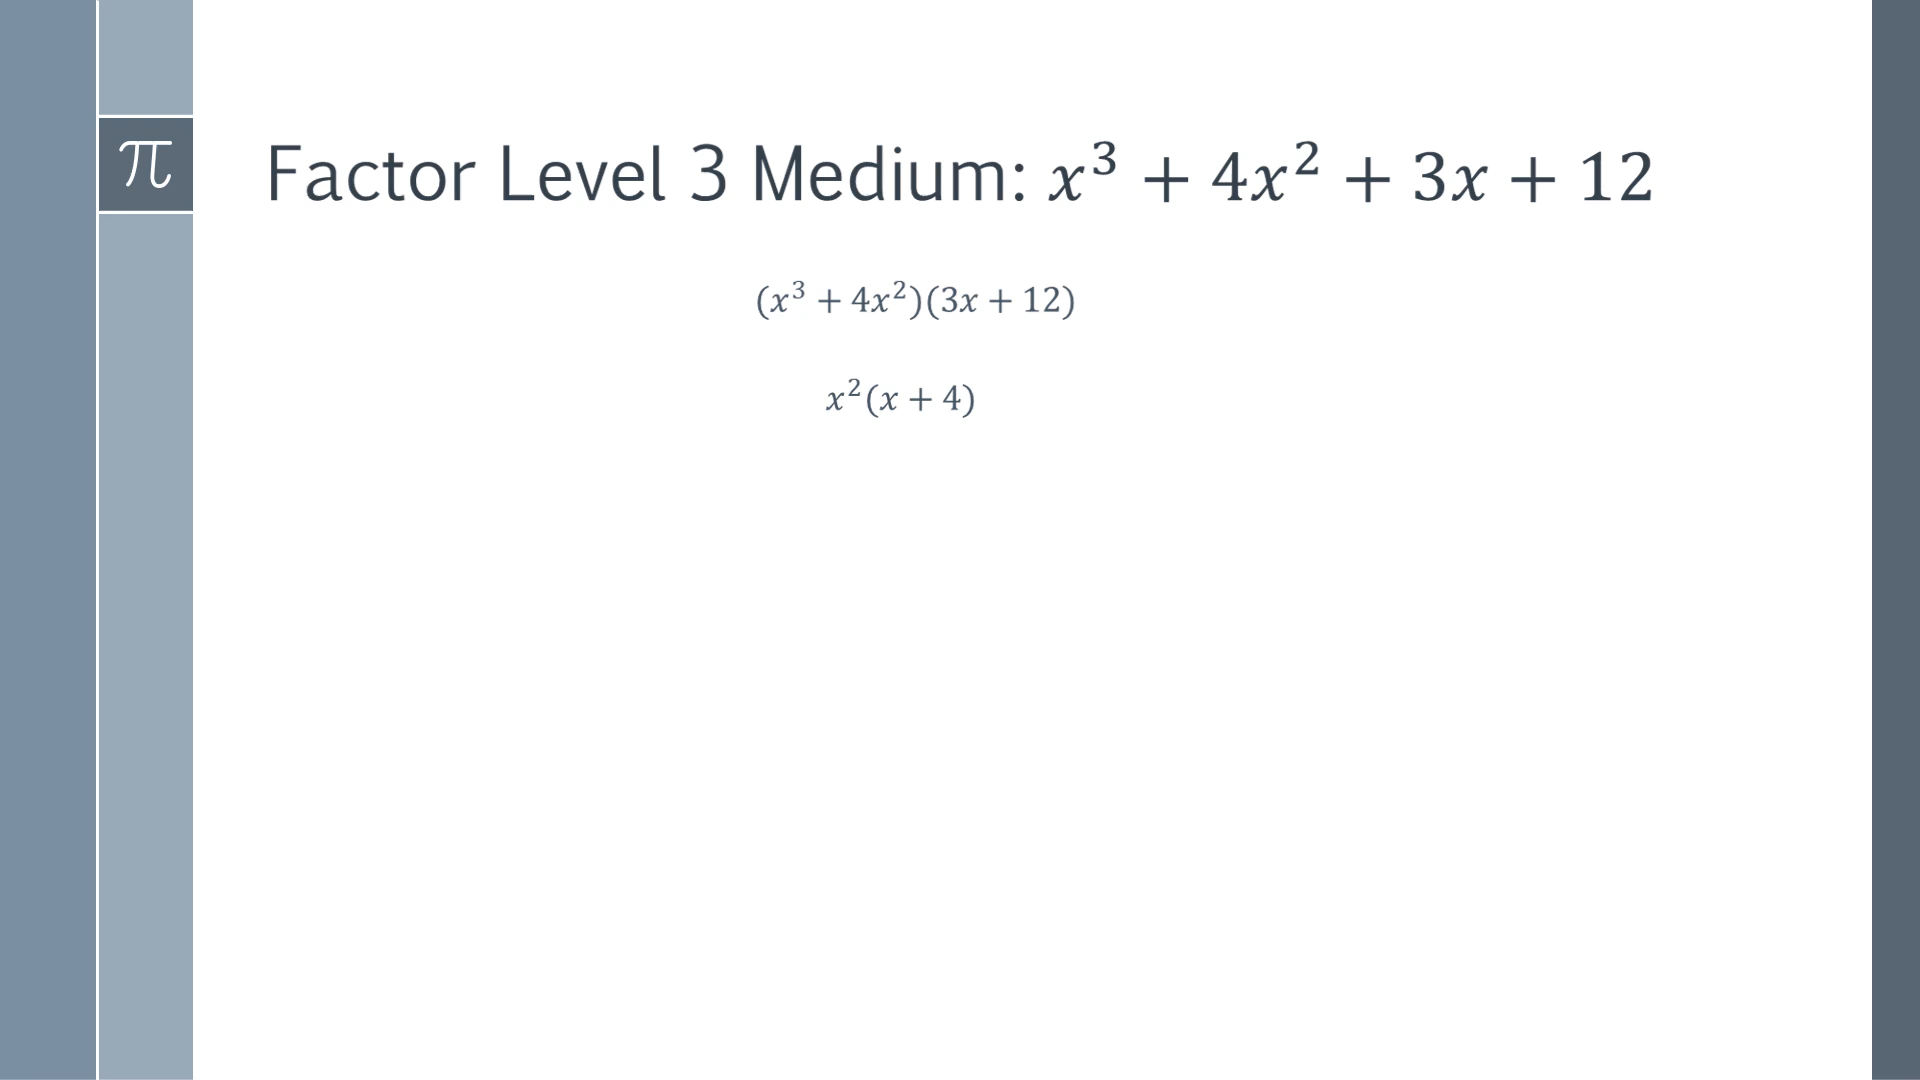 π
Factor Level 3 Medium: x³ + 4x² + 3x + 12
(x³ + 4x²)(3x + 12)
x²(x + 4)